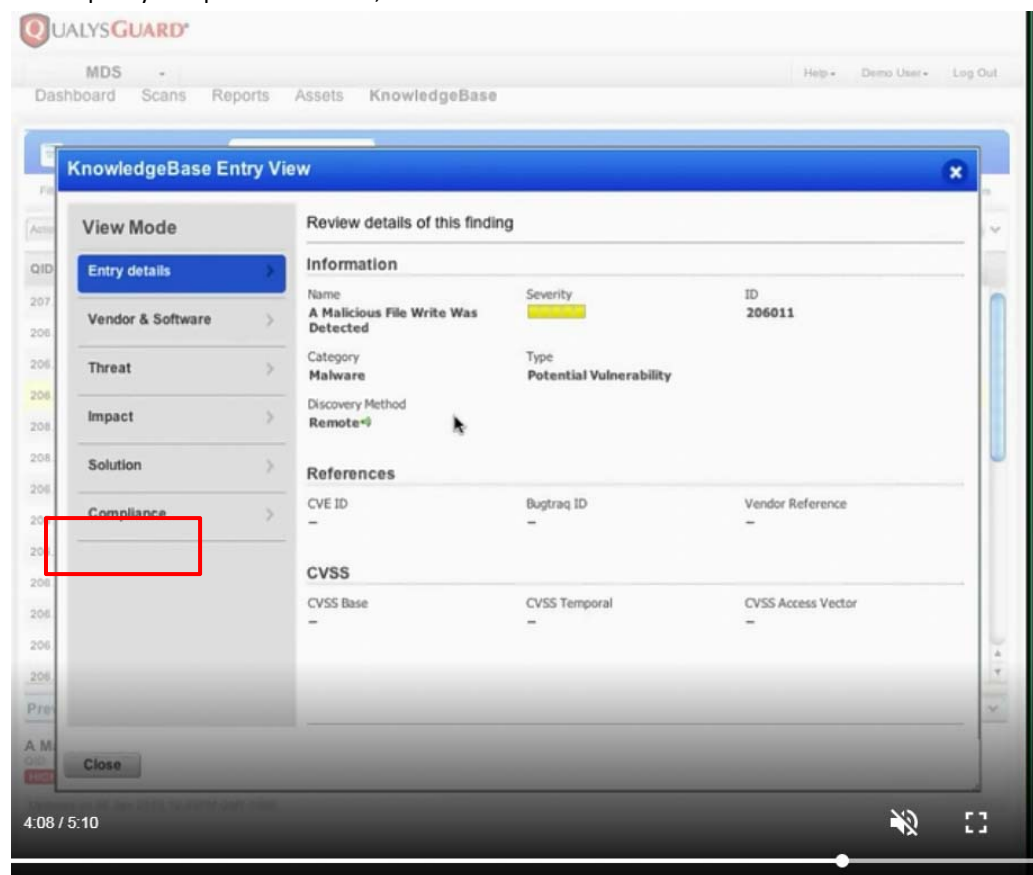 QUALYSGUARD®
MDS
Help Demo User Log Out
Dashboard Scans Reports Assets KnowledgeBase
KnowledgeBase Entry View
View Mode
Review details of this finding
Entry details
Information
QID
Name Severity ID
A Malicious File Write Was Detected 206011
Vendor & Software
Category Type
Malware Potential Vulnerability
Threat
Discovery Method
Remote
Impact
Solution
References
CVE ID Bugtraq ID Vendor Reference
– – –
Compliance
CVSS
CVSS Base CVSS Temporal CVSS Access Vector
– – –
Close
4:08 / 5:10